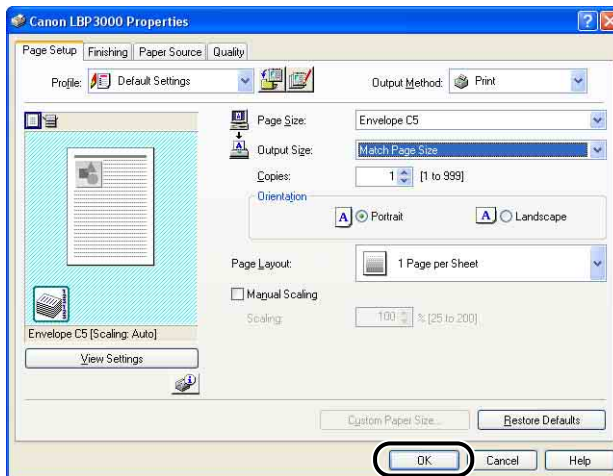 Canon LBP3000 Properties
Page Setup Finishing Paper Source Quality
Profile: Default Settings Output Method: Print
Page Size: Envelope C5
Output Size: Match Page Size
Copies: 1 [1 to 999]
Orientation
A Portrait A Landscape
Page Layout: 1 Page per Sheet
Manual Scaling
Scaling: 100 % [25 to 200]
Envelope C5 [Scaling: Auto]
View Settings
Custom Paper Size... Restore Defaults
OK Cancel Help